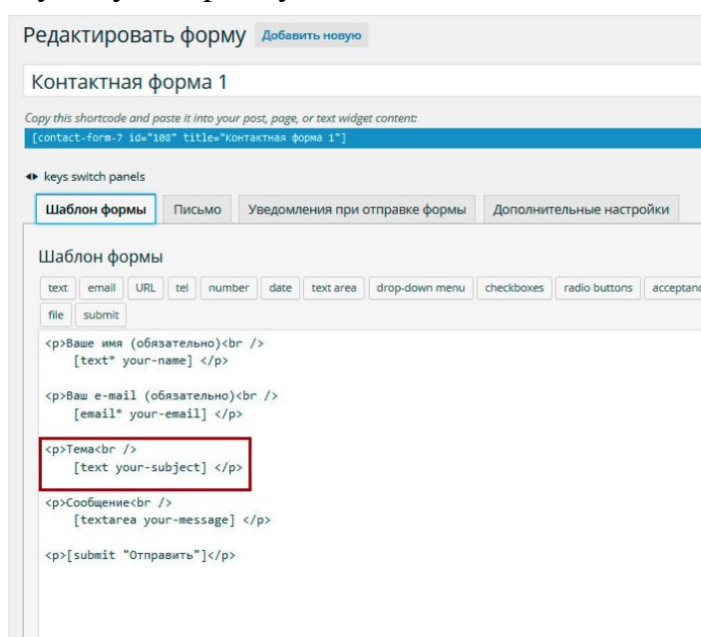 Редактировать форму Добавить новую
Контактная форма 1
Copy this shortcode and paste it into your post, page, or text widget content:
[contact-form-7 id="108" title="Контактная форма 1"]
keys switch panels
Шаблон формы Письмо Уведомления при отправке формы Дополнительные настройки
Шаблон формы
text email URL tel number date text area drop-down menu checkboxes radio buttons acceptanc
file submit
<p>Ваше имя (обязательно)<br />
[text* your-name] </p>
<p>Ваш e-mail (обязательно)<br />
[email* your-email] </p>
<p>Тема<br />
[text your-subject] </p>
<p>Сообщение<br />
[textarea your-message] </p>
<p>[submit "Отправить"]</p>